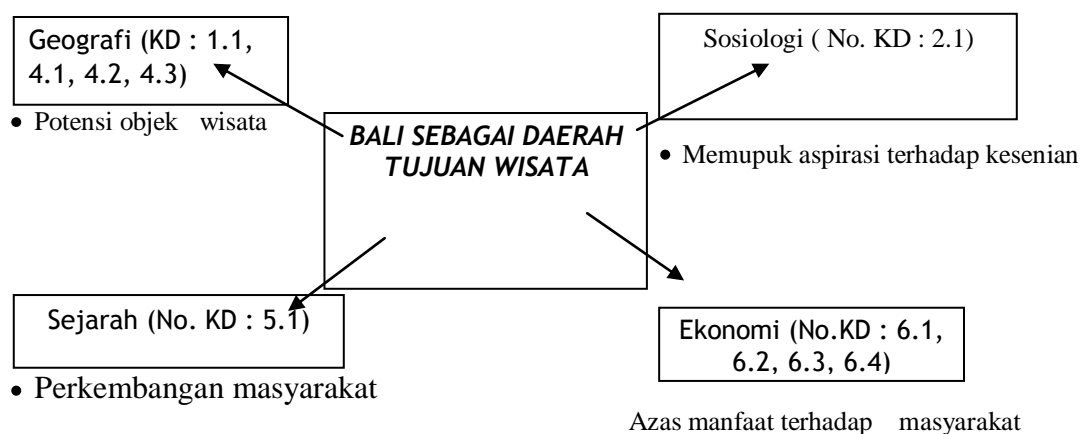 Geografi (KD : 1.1,
4.1, 4.2, 4.3)
• Potensi objek wisata
Sosiologi ( No. KD : 2.1)
• Memupuk aspirasi terhadap kesenian
BALI SEBAGAI DAERAH
TUJUAN WISATA
Sejarah (No. KD : 5.1)
• Perkembangan masyarakat
Ekonomi (No.KD : 6.1,
6.2, 6.3, 6.4)
Azas manfaat terhadap masyarakat